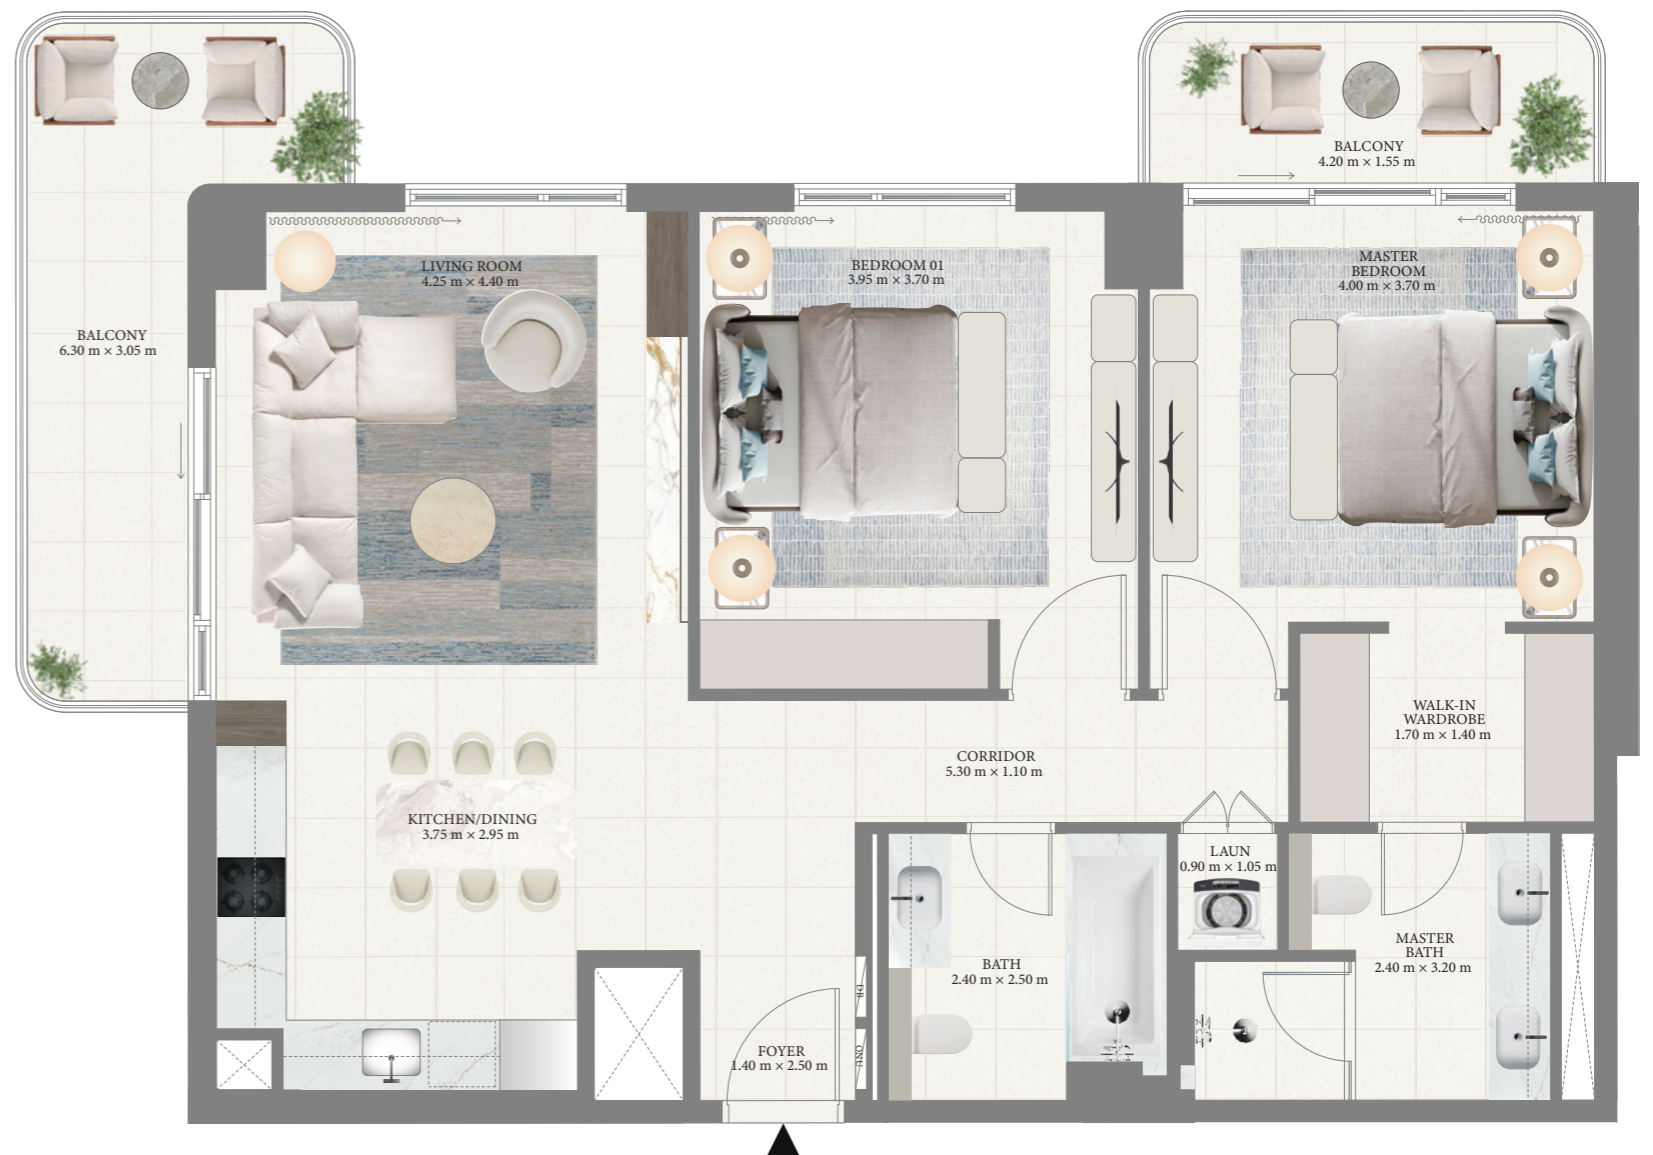 BALCONY
4.20 m × 1.55 m
LIVING ROOM
4.25 m × 4.40 m
BEDROOM 01
3.95 m × 3.70 m
MASTER
BEDROOM
4.00 m × 3.70 m
BALCONY
6.30 m × 3.05 m
WALK-IN
WARDROBE
1.70 m × 1.40 m
CORRIDOR
5.30 m × 1.10 m
KITCHEN/DINING
3.75 m × 2.95 m
LAUN
0.90 m × 1.05 m
MASTER
BATH
2.40 m × 3.20 m
BATH
2.40 m × 2.50 m
DB
ONU
FOYER
1.40 m × 2.50 m